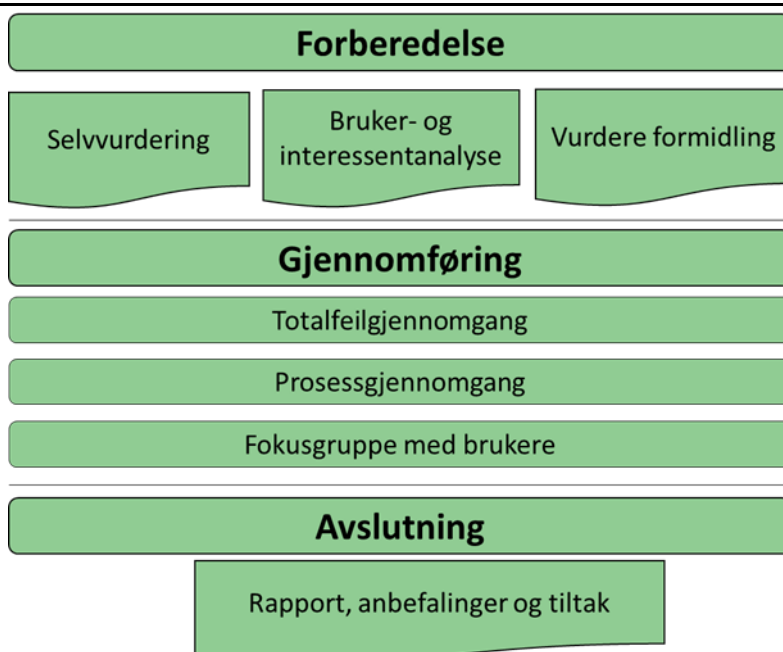 Forberedelse
Selvvurdering
Bruker- og
interessentanalyse
Vurdere formidling
Gjennomføring
Totalfeilgjennomgang
Prosessgjennomgang
Fokusgruppe med brukere
Avslutning
Rapport, anbefalinger og tiltak